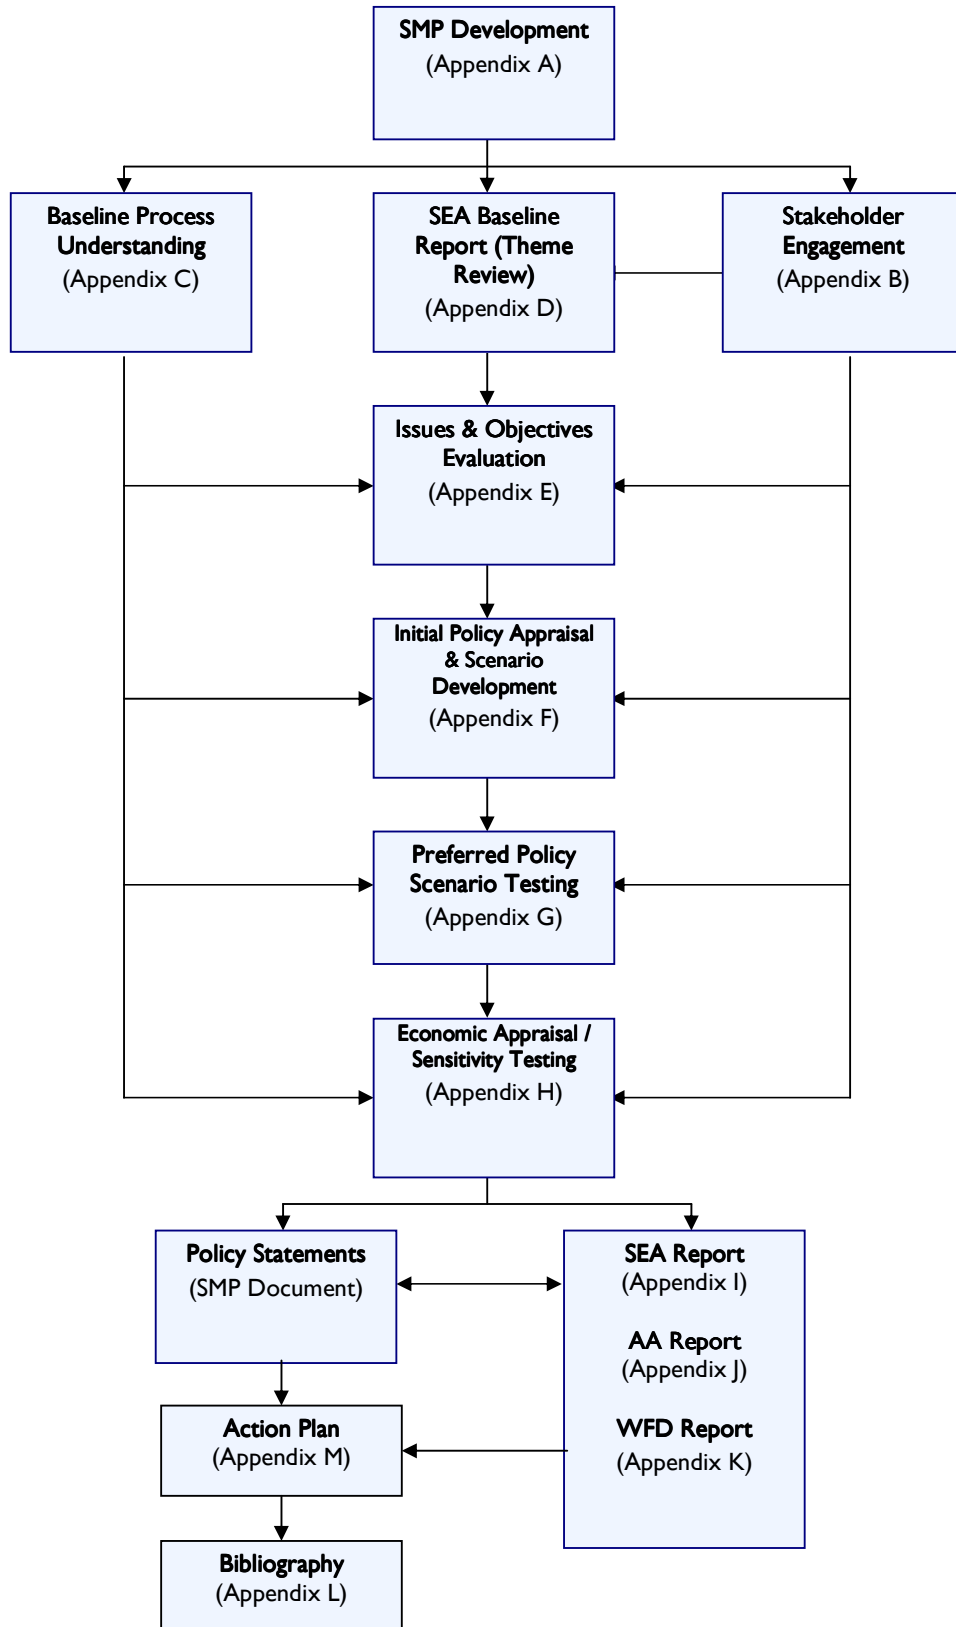 SMP Development
(Appendix A)
Baseline Process
Understanding
(Appendix C)
SEA Baseline
Report (Theme
Review)
(Appendix D)
Stakeholder
Engagement
(Appendix B)
Issues & Objectives
Evaluation
(Appendix E)
Initial Policy Appraisal
& Scenario
Development
(Appendix F)
Preferred Policy
Scenario Testing
(Appendix G)
Economic Appraisal /
Sensitivity Testing
(Appendix H)
Policy Statements
(SMP Document)
SEA Report
(Appendix I)
AA Report
(Appendix J)
WFD Report
(Appendix K)
Action Plan
(Appendix M)
Bibliography
(Appendix L)